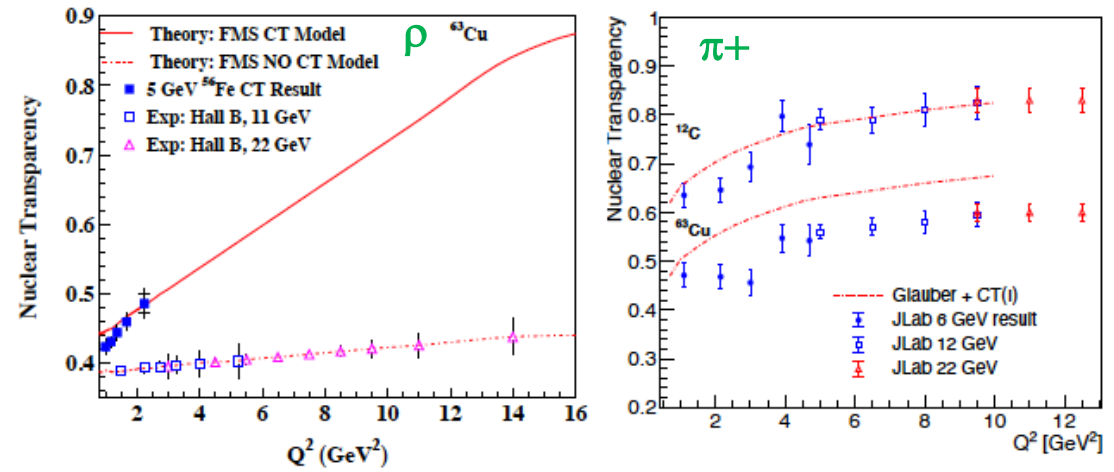 0.9
0.8
0.7
0.6
0.5
0.4
Nuclear Transparency
2 4 6 8 10 12 14 16
Q² (GeV²)
Theory: FMS CT Model
Theory: FMS NO CT Model
5 GeV ⁵⁶Fe CT Result
Exp: Hall B, 11 GeV
Exp: Hall B, 22 GeV
ρ ⁶³Cu
1
0.9
0.8
0.7
0.6
0.5
0.4
0.3
0.2
Nuclear Transparency
2 4 6 8 10 12
Q² [GeV²]
π+
¹²C
⁶³Cu
Glauber + CT(I)
JLab 6 GeV result
JLab 12 GeV
JLab 22 GeV